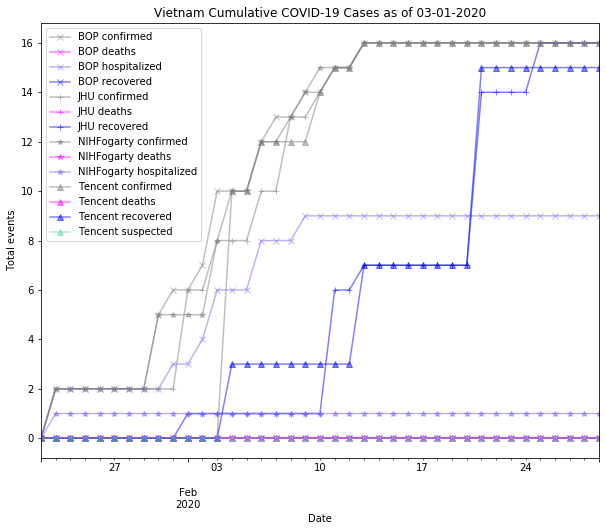 Vietnam Cumulative COVID-19 Cases as of 03-01-2020
BOP confirmed
BOP deaths
BOP hospitalized
BOP recovered
JHU confirmed
JHU deaths
JHU recovered
NIHFogarty confirmed
NIHFogarty deaths
NIHFogarty hospitalized
Tencent confirmed
Tencent deaths
Tencent recovered
Tencent suspected
Total events
16
14
12
10
8
6
4
2
0
27
03
10
17
24
Feb
2020
Date